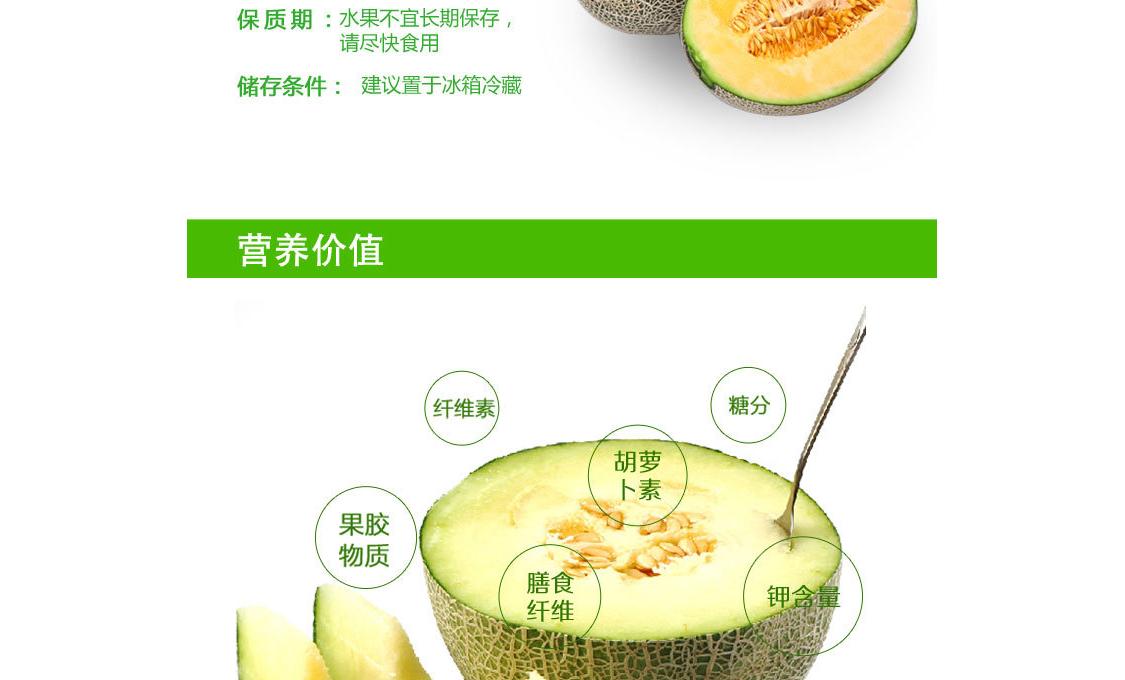 保质期：水果不宜长期保存，
请尽快食用
储存条件： 建议置于冰箱冷藏
营养价值
纤维素
糖分
胡萝
卜素
果胶
物质
膳食
纤维
钾含量